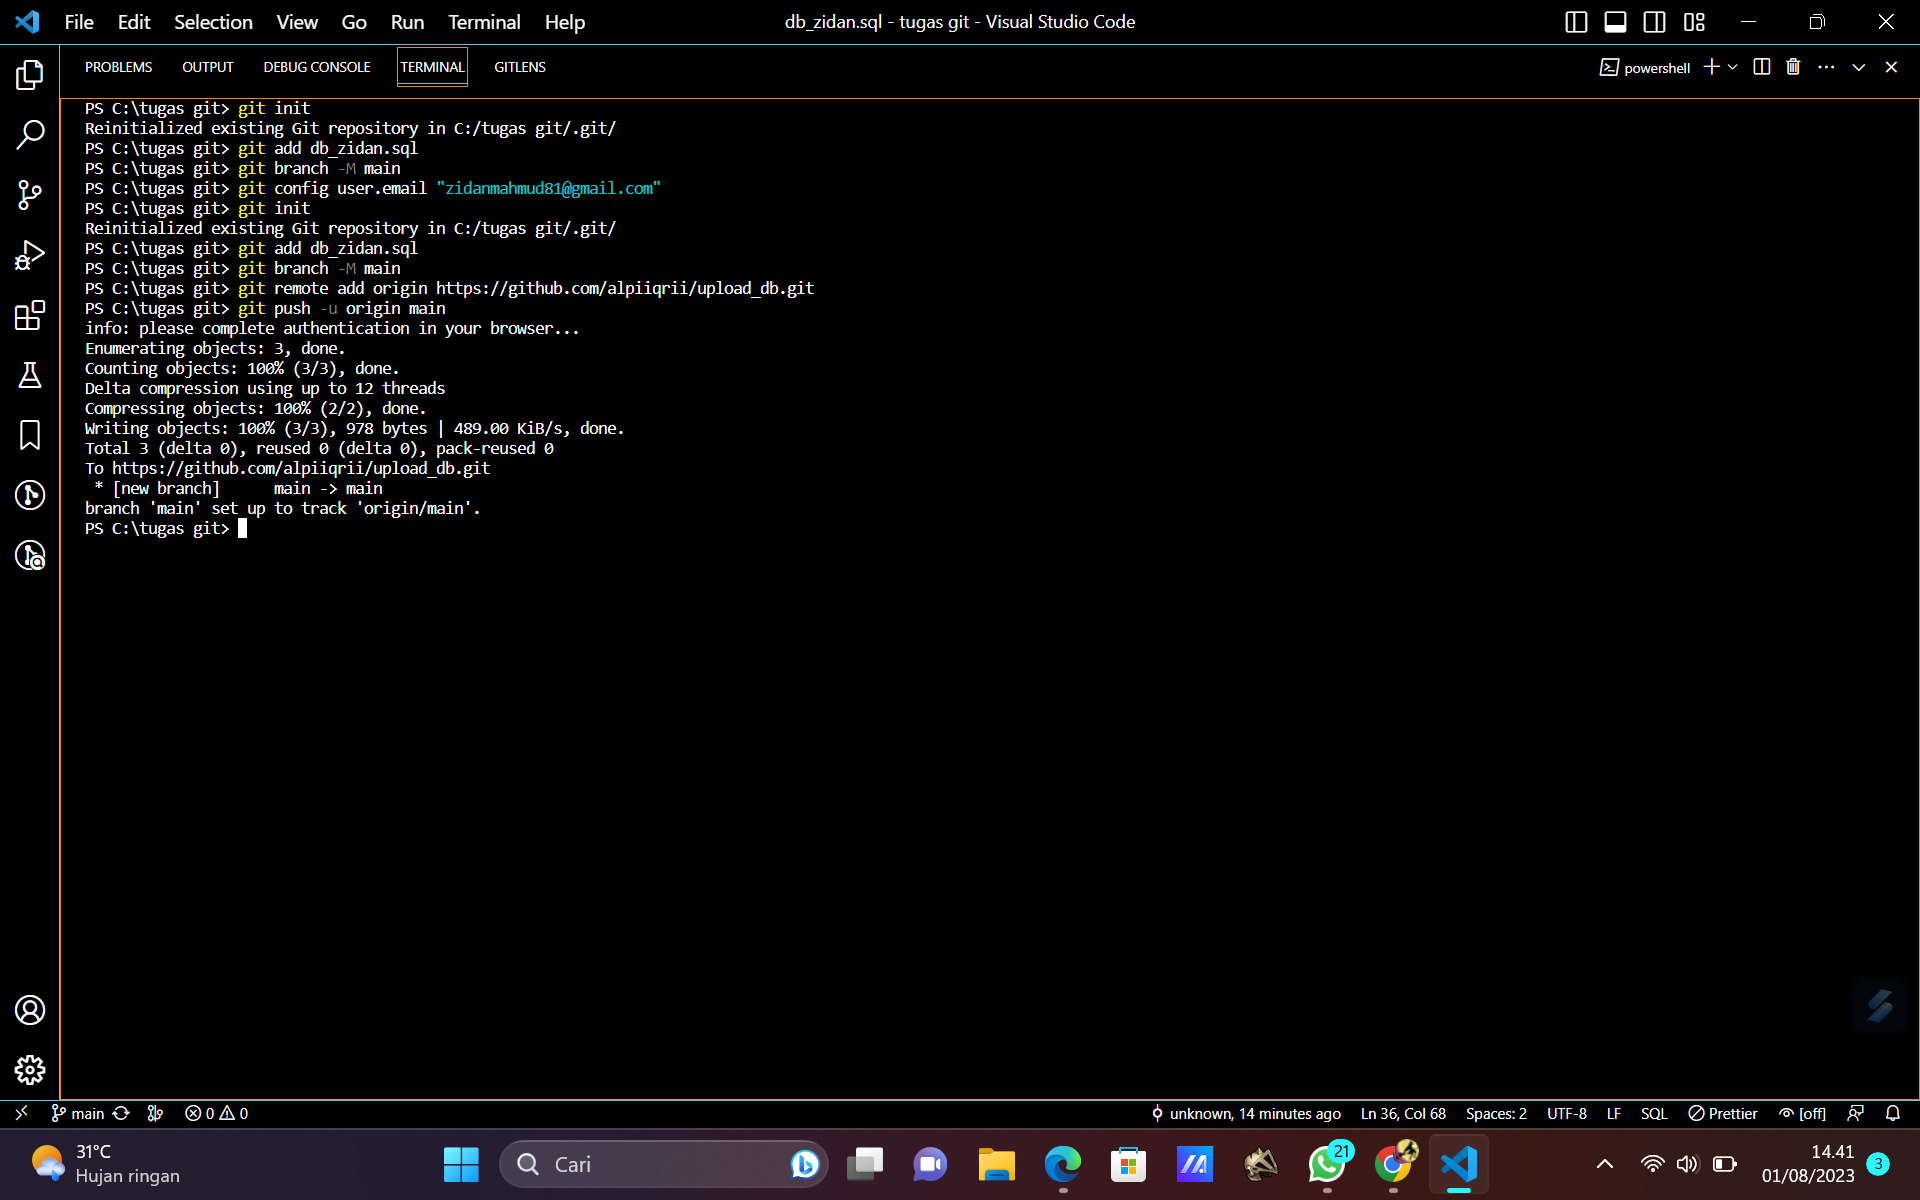 File Edit Selection View Go Run Terminal Help
db_zidan.sql - tugas git - Visual Studio Code
PROBLEMS OUTPUT DEBUG CONSOLE TERMINAL GITLENS
powershell
PS C:\tugas git> git init
Reinitialized existing Git repository in C:/tugas git/.git/
PS C:\tugas git> git add db_zidan.sql
PS C:\tugas git> git branch -M main
PS C:\tugas git> git config user.email "zidanmahmud81@gmail.com"
PS C:\tugas git> git init
Reinitialized existing Git repository in C:/tugas git/.git/
PS C:\tugas git> git add db_zidan.sql
PS C:\tugas git> git branch -M main
PS C:\tugas git> git remote add origin https://github.com/alpiiqrii/upload_db.git
PS C:\tugas git> git push -u origin main
info: please complete authentication in your browser...
Enumerating objects: 3, done.
Counting objects: 100% (3/3), done.
Delta compression using up to 12 threads
Compressing objects: 100% (2/2), done.
Writing objects: 100% (3/3), 978 bytes | 489.00 KiB/s, done.
Total 3 (delta 0), reused 0 (delta 0), pack-reused 0
To https://github.com/alpiiqrii/upload_db.git
 * [new branch]      main -> main
branch 'main' set up to track 'origin/main'.
PS C:\tugas git>
main 0 0 unknown, 14 minutes ago Ln 36, Col 68 Spaces: 2 UTF-8 LF SQL Prettier [off]
31°C
Hujan ringan
Cari
21
14.41
01/08/2023
3